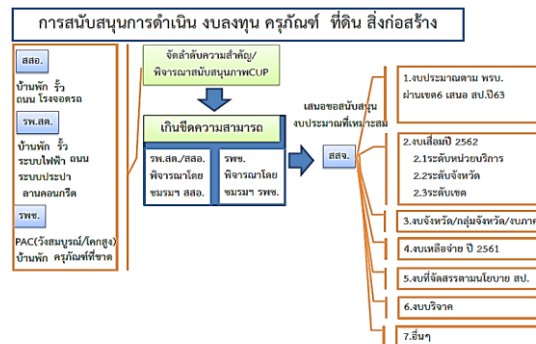 การสนับสนุนการดำเนิน งบลงทุน ครุภัณฑ์ ที่ดิน สิ่งก่อสร้าง
สสอ.
บ้านพัก รั้ว
ถนน โรงจอดรถ
รพ.สต.
บ้านพัก รั้ว
ระบบไฟฟ้า ถนน
ระบบประปา
ลานคอนกรีต
รพช.
PAC(วังสมบูรณ์/โคกสูง)
บ้านพัก ครุภัณฑ์ที่ขาด
จัดลำดับความสำคัญ/
พิจารณาสนับสนุนภาพCUP
เกินขีดความสามารถ
รพ.สต./สสอ.
พิจารณาโดย
ชมรมฯ สสอ.
รพช.
พิจารณาโดย
ชมรมฯ รพช.
เสนอขอสนับสนุน
งบประมาณที่เหมาะสม
สสจ.
1.งบประมาณตาม พรบ.
ผ่านเขต6 เสนอ สป.ปี63
2.งบเสื่อมปี 2562
2.1ระดับหน่วยบริการ
2.2ระดับจังหวัด
2.3ระดับเขต
3.งบจังหวัด/กลุ่มจังหวัด/งบภาค
4.งบเหลือจ่าย ปี 2561
5.งบที่จัดสรรตามนโยบาย สป.
6.งบบริจาค
7.อื่นๆ